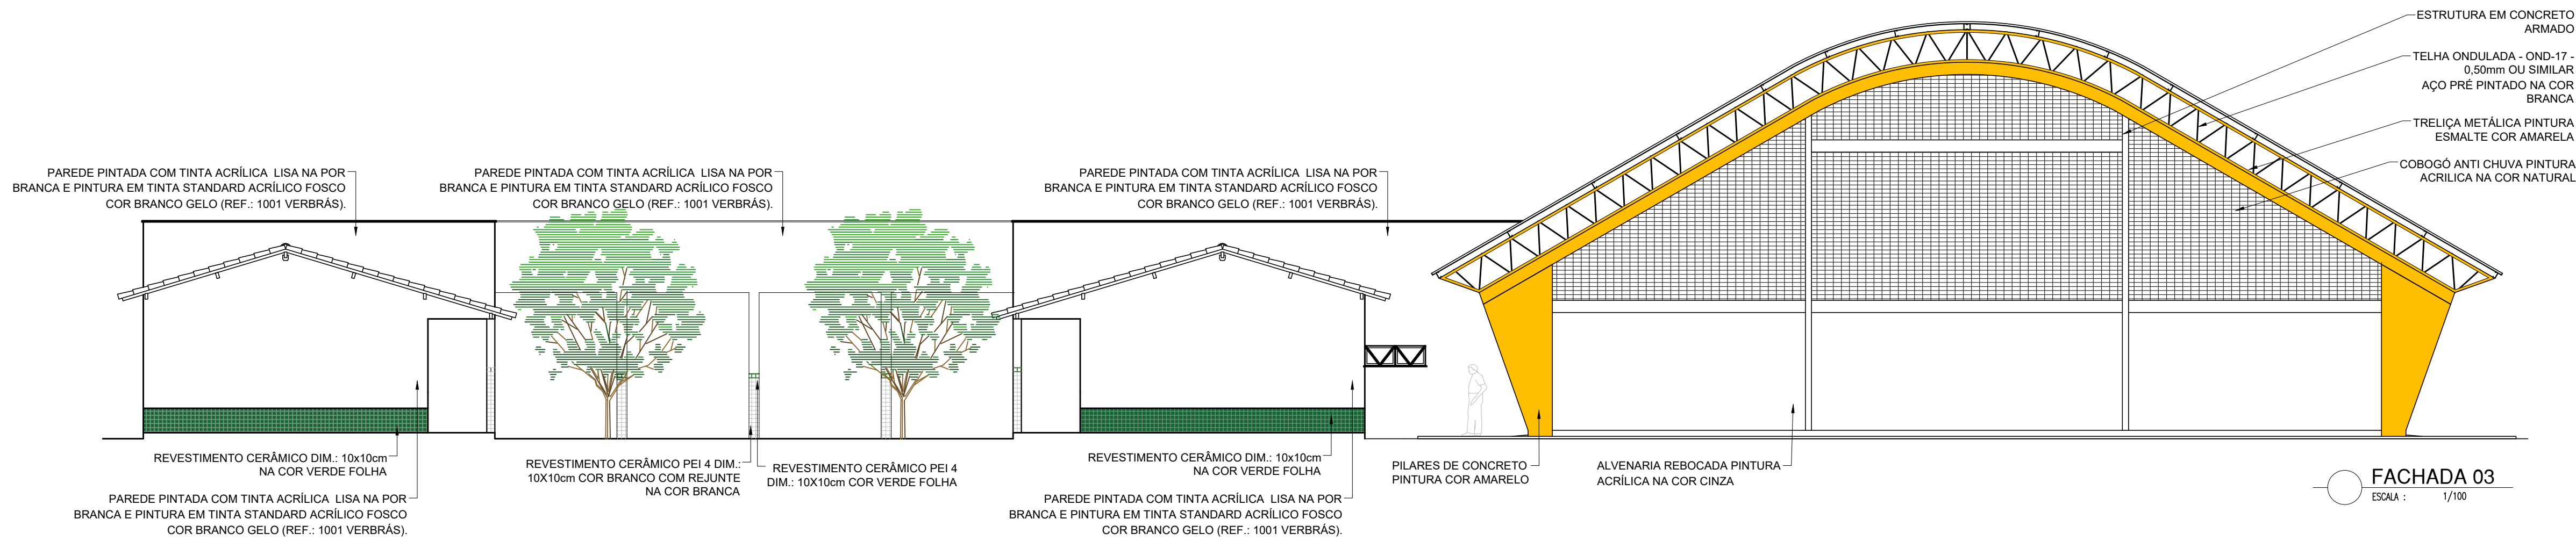 ESTRUTURA EM CONCRETO
ARMADO
TELHA ONDULADA - OND-17 -
0,50mm OU SIMILAR
AÇO PRÉ PINTADO NA COR
BRANCA
TRELIÇA METÁLICA PINTURA
ESMALTE COR AMARELA
COBOGÓ ANTI CHUVA PINTURA
ACRILICA NA COR NATURAL
PAREDE PINTADA COM TINTA ACRÍLICA LISA NA POR
BRANCA E PINTURA EM TINTA STANDARD ACRÍLICO FOSCO
COR BRANCO GELO (REF.: 1001 VERBRÁS).
PAREDE PINTADA COM TINTA ACRÍLICA LISA NA POR
BRANCA E PINTURA EM TINTA STANDARD ACRÍLICO FOSCO
COR BRANCO GELO (REF.: 1001 VERBRÁS).
PAREDE PINTADA COM TINTA ACRÍLICA LISA NA POR
BRANCA E PINTURA EM TINTA STANDARD ACRÍLICO FOSCO
COR BRANCO GELO (REF.: 1001 VERBRÁS).
REVESTIMENTO CERÂMICO DIM.: 10x10cm
NA COR VERDE FOLHA
PAREDE PINTADA COM TINTA ACRÍLICA LISA NA POR
BRANCA E PINTURA EM TINTA STANDARD ACRÍLICO FOSCO
COR BRANCO GELO (REF.: 1001 VERBRÁS).
REVESTIMENTO CERÂMICO PEI 4 DIM.:
10X10cm COR BRANCO COM REJUNTE
NA COR BRANCA
REVESTIMENTO CERÂMICO PEI 4
DIM.: 10X10cm COR VERDE FOLHA
REVESTIMENTO CERÂMICO DIM.: 10x10cm
NA COR VERDE FOLHA
PAREDE PINTADA COM TINTA ACRÍLICA LISA NA POR
BRANCA E PINTURA EM TINTA STANDARD ACRÍLICO FOSCO
COR BRANCO GELO (REF.: 1001 VERBRÁS).
PILARES DE CONCRETO
PINTURA COR AMARELO
ALVENARIA REBOCADA PINTURA
ACRÍLICA NA COR CINZA
FACHADA 03
ESCALA : 1/100